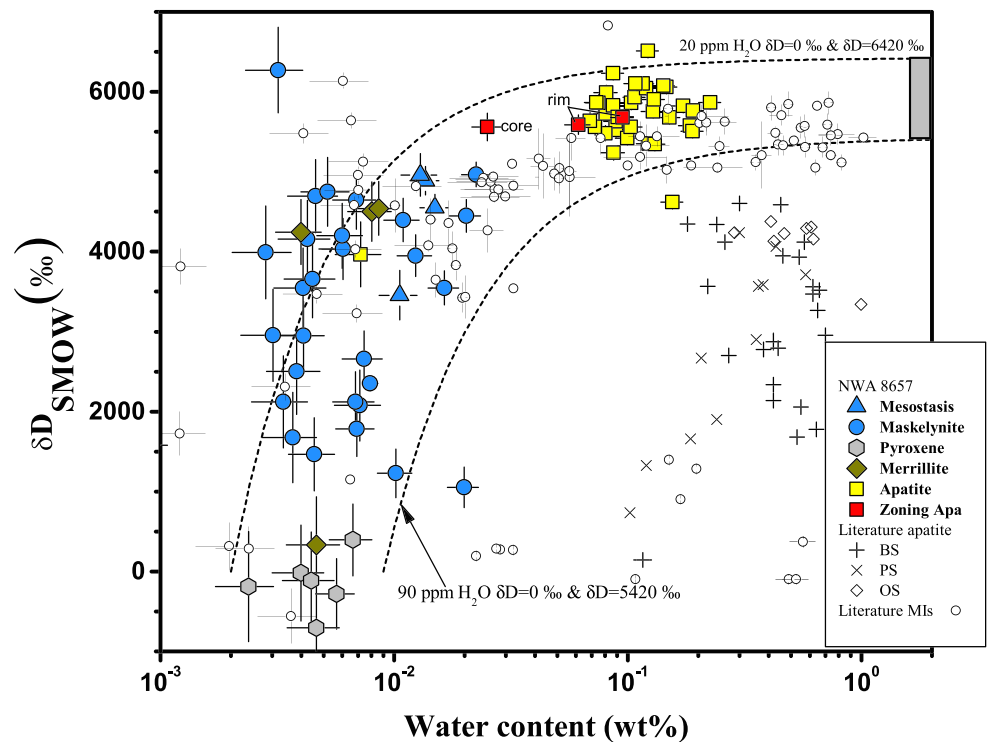 20 ppm H₂O δD=0 ‰ & δD=6420 ‰
6000
rim
core
4000
δD SMOW (‰)
2000
0
90 ppm H₂O δD=0 ‰ & δD=5420 ‰
NWA 8657
Mesostasis
Maskelynite
Pyroxene
Merrillite
Apatite
Zoning Apa
Literature apatite
BS
PS
OS
Literature MIs
10⁻³ 10⁻² 10⁻¹ 10⁰
Water content (wt%)